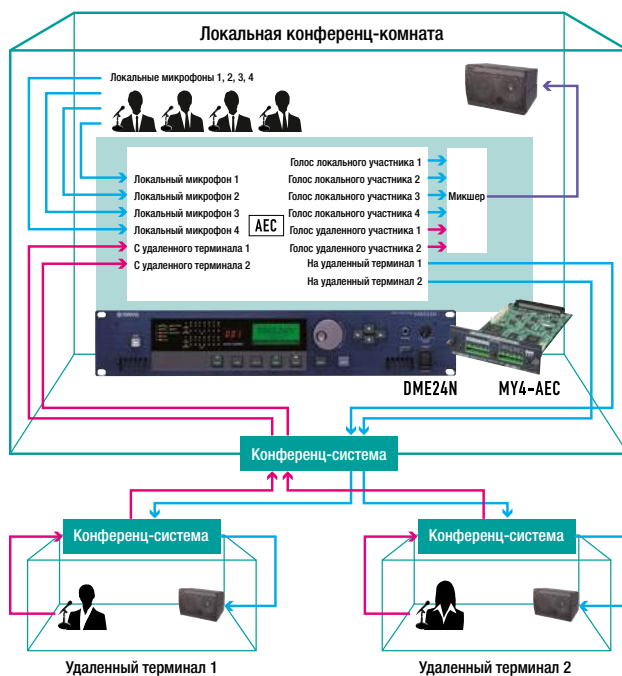 Локальная конференц-комната
Локальные микрофоны 1, 2, 3, 4
Голос локального участника 1
Локальный микрофон 1
Голос локального участника 2
Локальный микрофон 2
Голос локального участника 3
Микшер
Локальный микрофон 3
Голос локального участника 4
Локальный микрофон 4
AEC
Голос удаленного участника 1
С удаленного терминала 1
Голос удаленного участника 2
С удаленного терминала 2
На удаленный терминал 1
На удаленный терминал 2
YAMAHA
DME24N
001
DME24N
MY4-AEC
Конференц-система
Конференц-система
Конференц-система
Удаленный терминал 1
Удаленный терминал 2